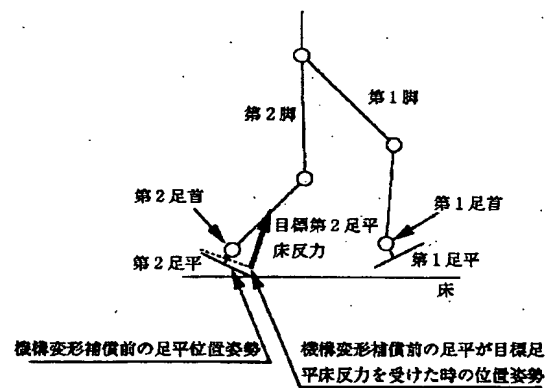 第1脚
第2脚
第2足首
目標第2足平
床反力
第1足首
第2足平
第1足平
床
機構変形補償前の足平位置姿勢
機構変形補償前の足平が目標足
平床反力を受けた時の位置姿勢